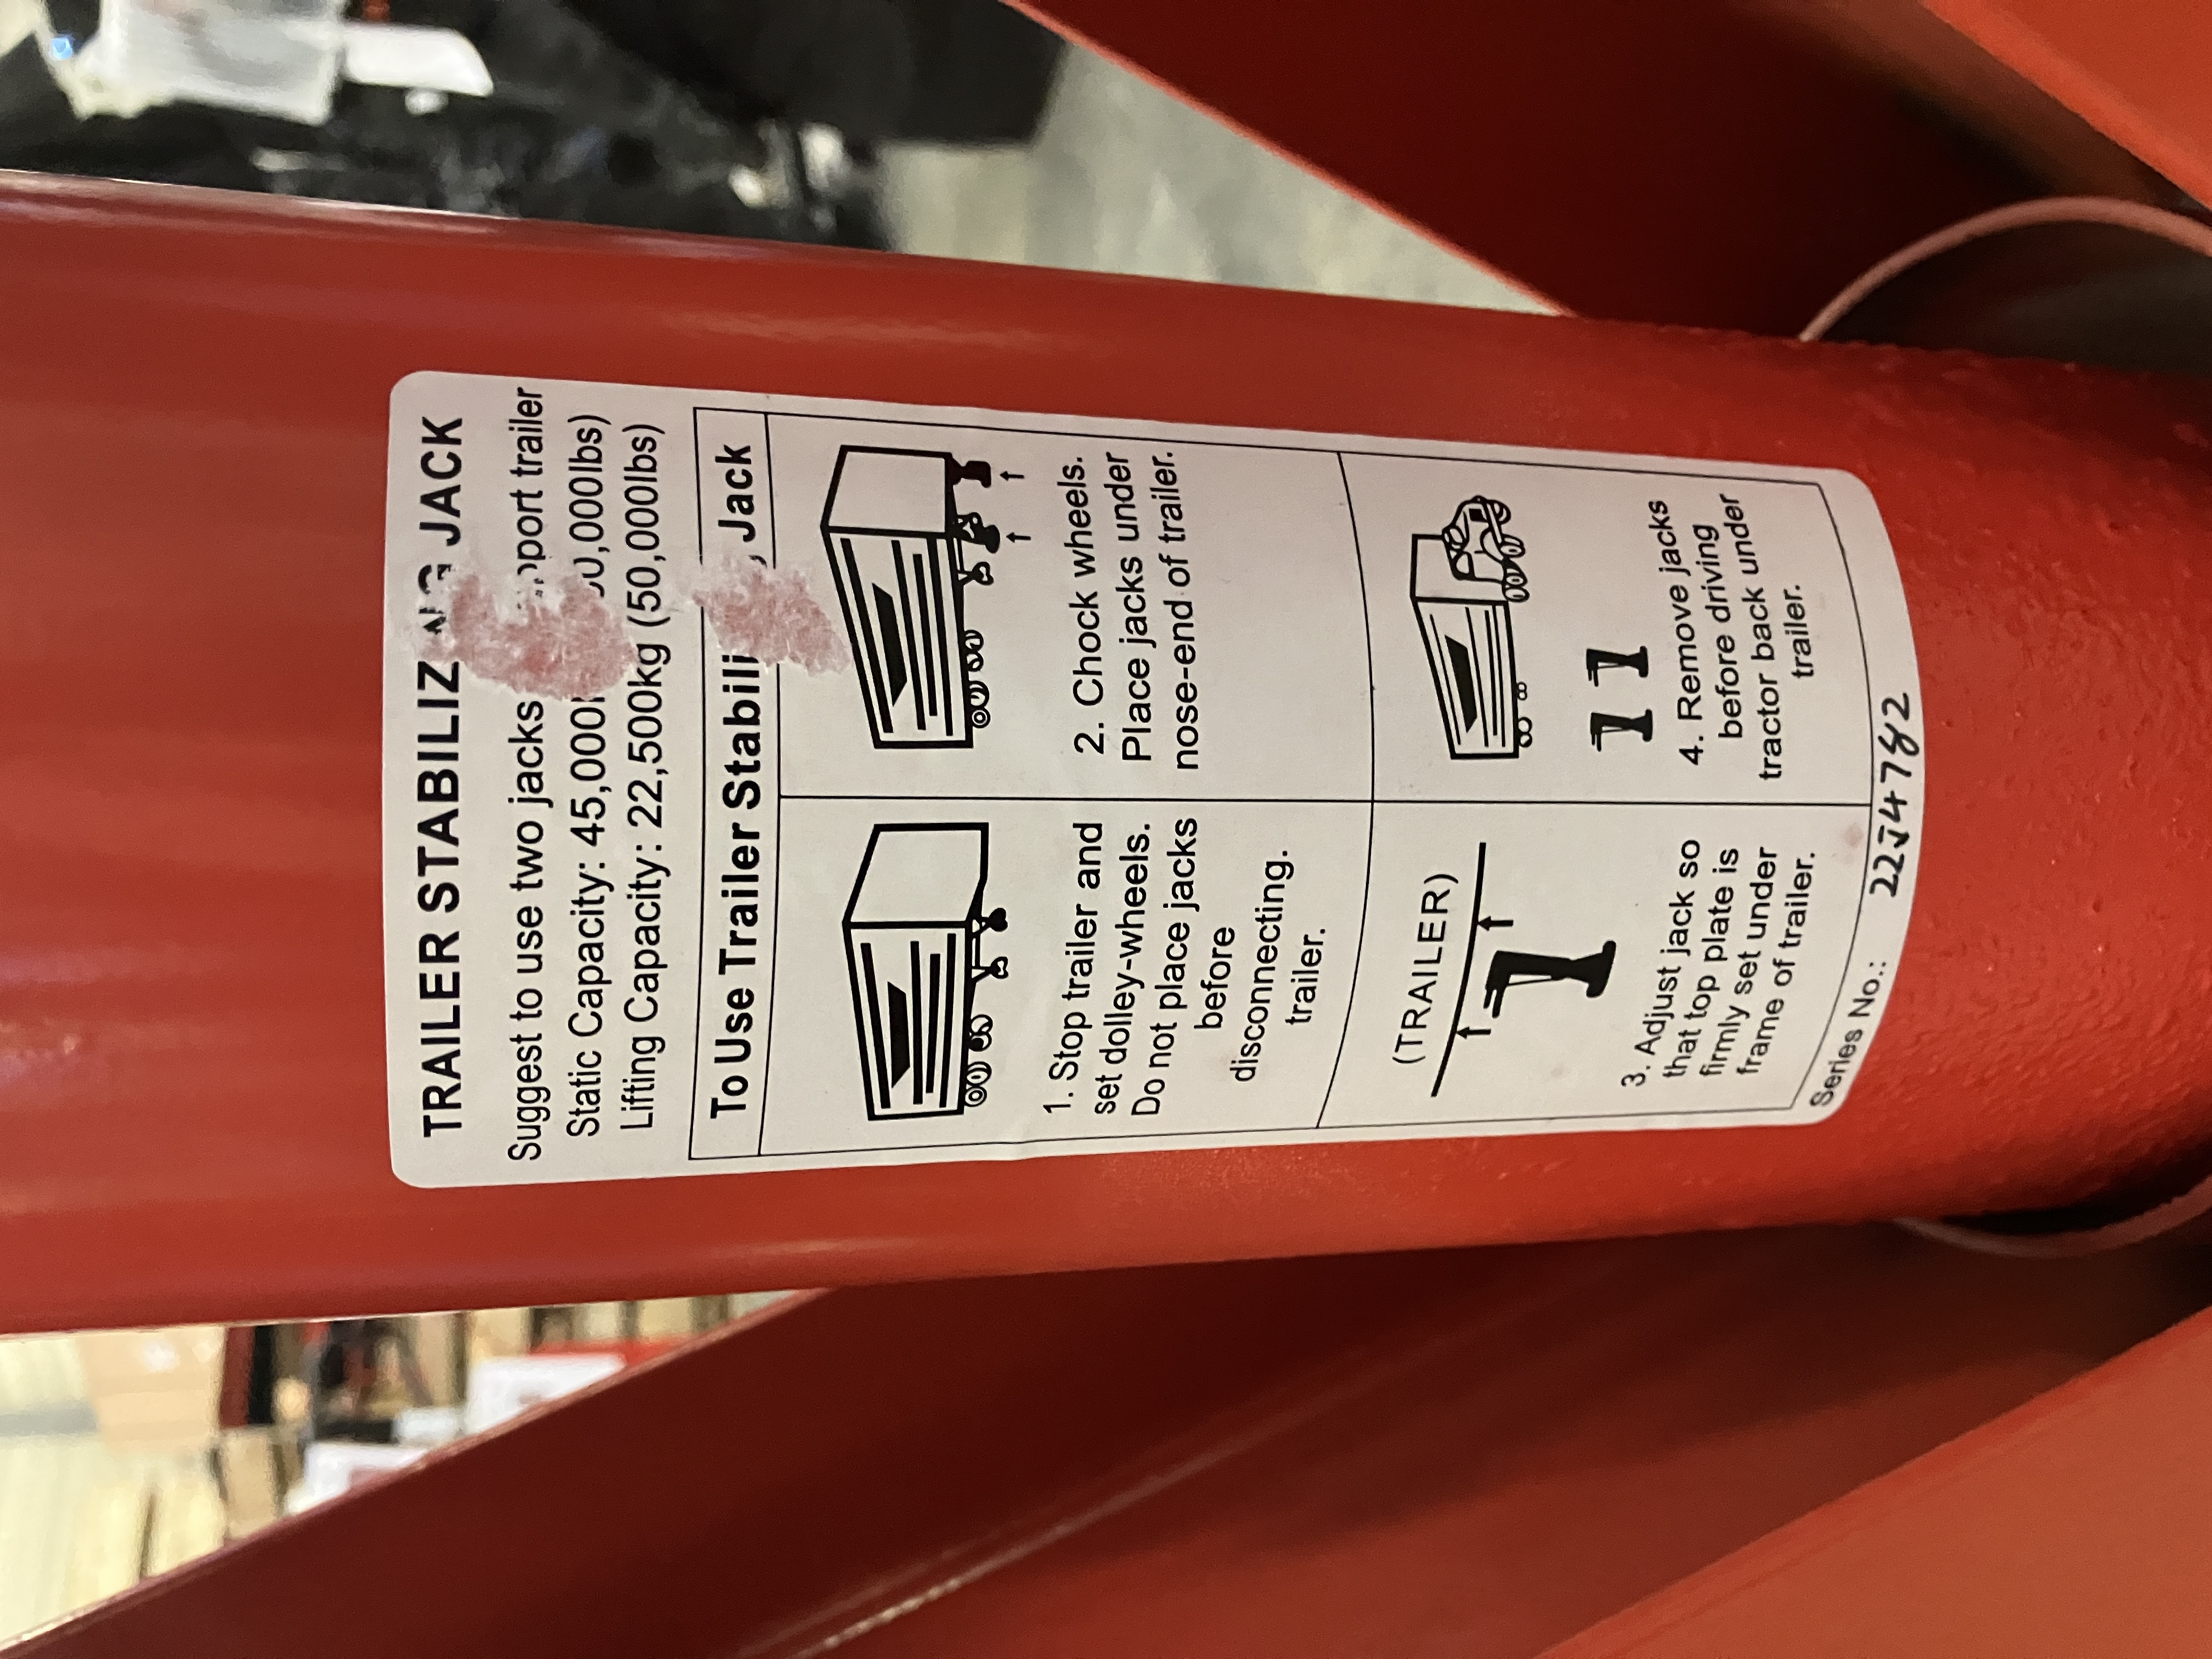 TRAILER STABILIZ NG JACK
Suggest to use two jacks pport trailer
Static Capacity: 45,000 0,000lbs)
Lifting Capacity: 22,500kg (50,000lbs)
To Use Trailer Stabili Jack
1. Stop trailer and
set dolley-wheels.
Do not place jacks
before
disconnecting.
trailer.
2. Chock wheels.
Place jacks under
nose-end of trailer.
(TRAILER)
3. Adjust jack so
that top plate is
firmly set under
frame of trailer.
4. Remove jacks
before driving
tractor back under
trailer.
Series No.: